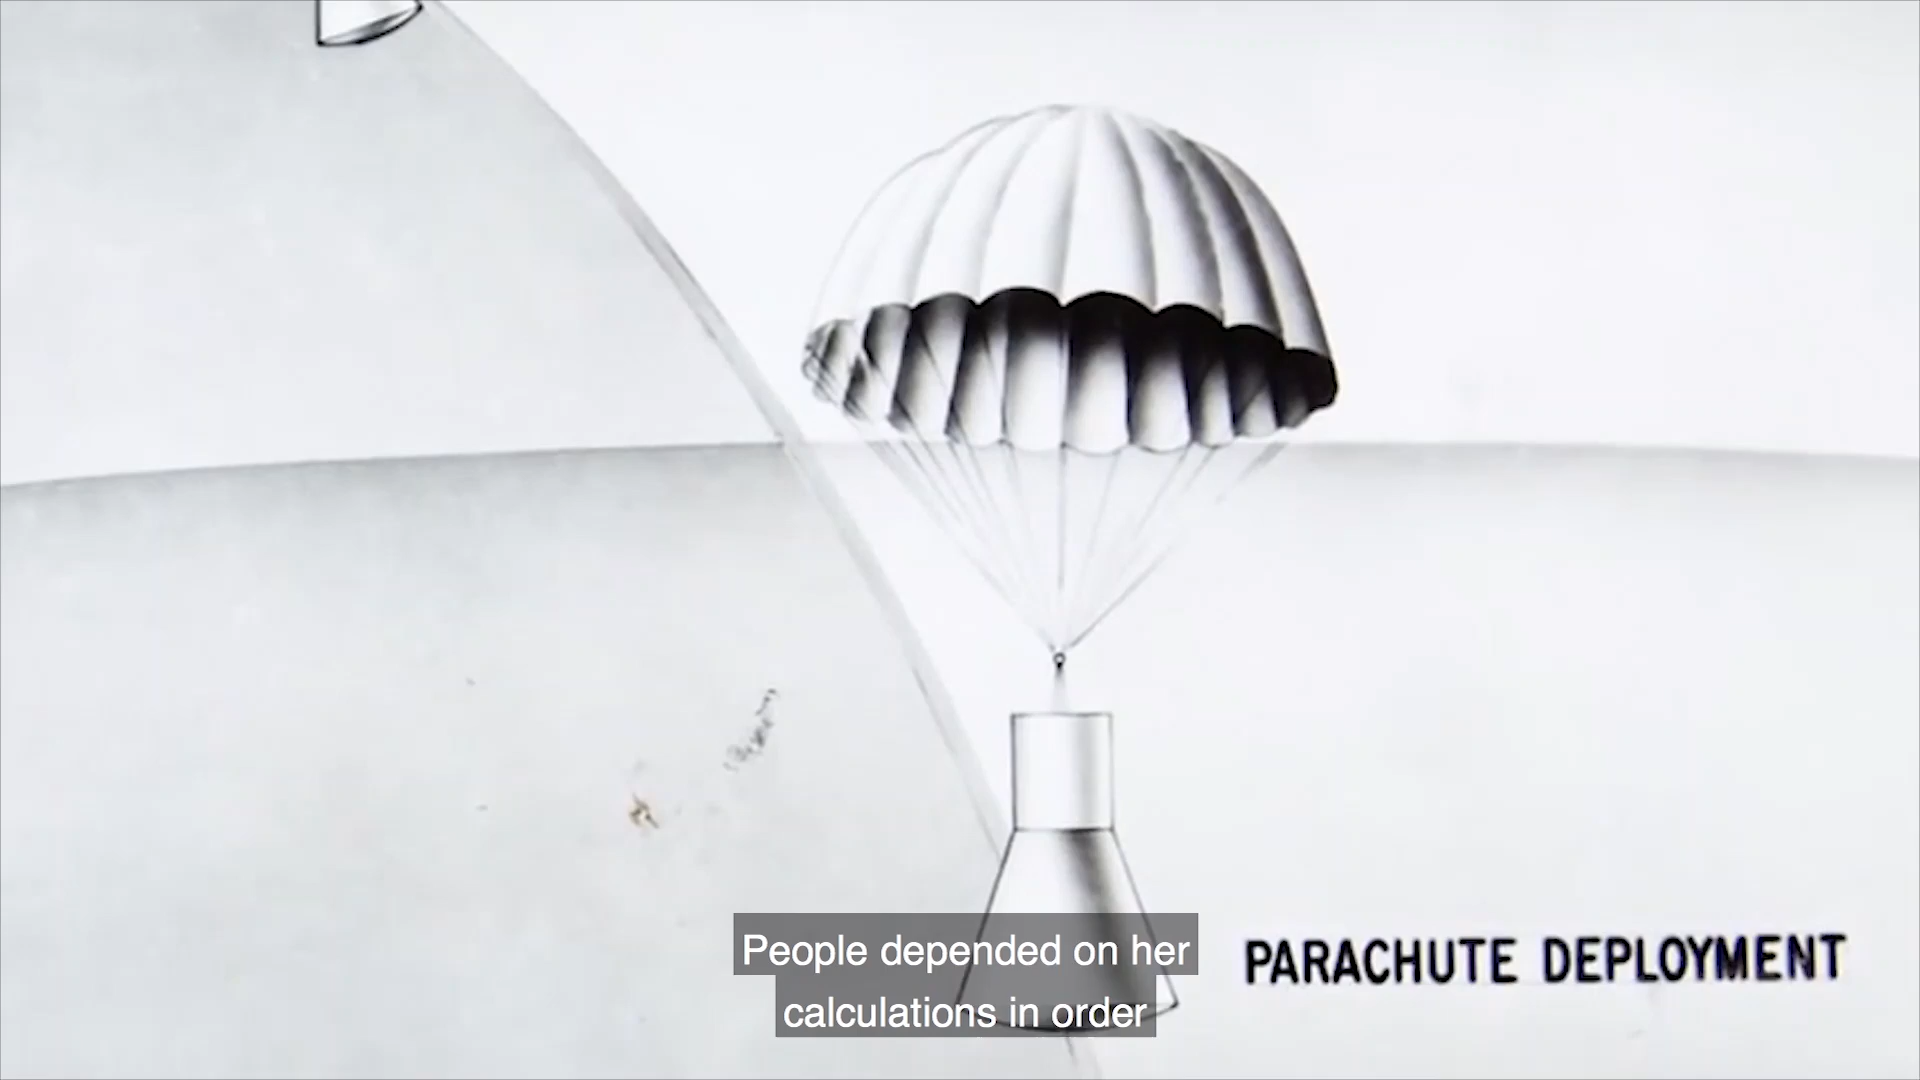 PARACHUTE DEPLOYMENT
People depended on her
calculations in order